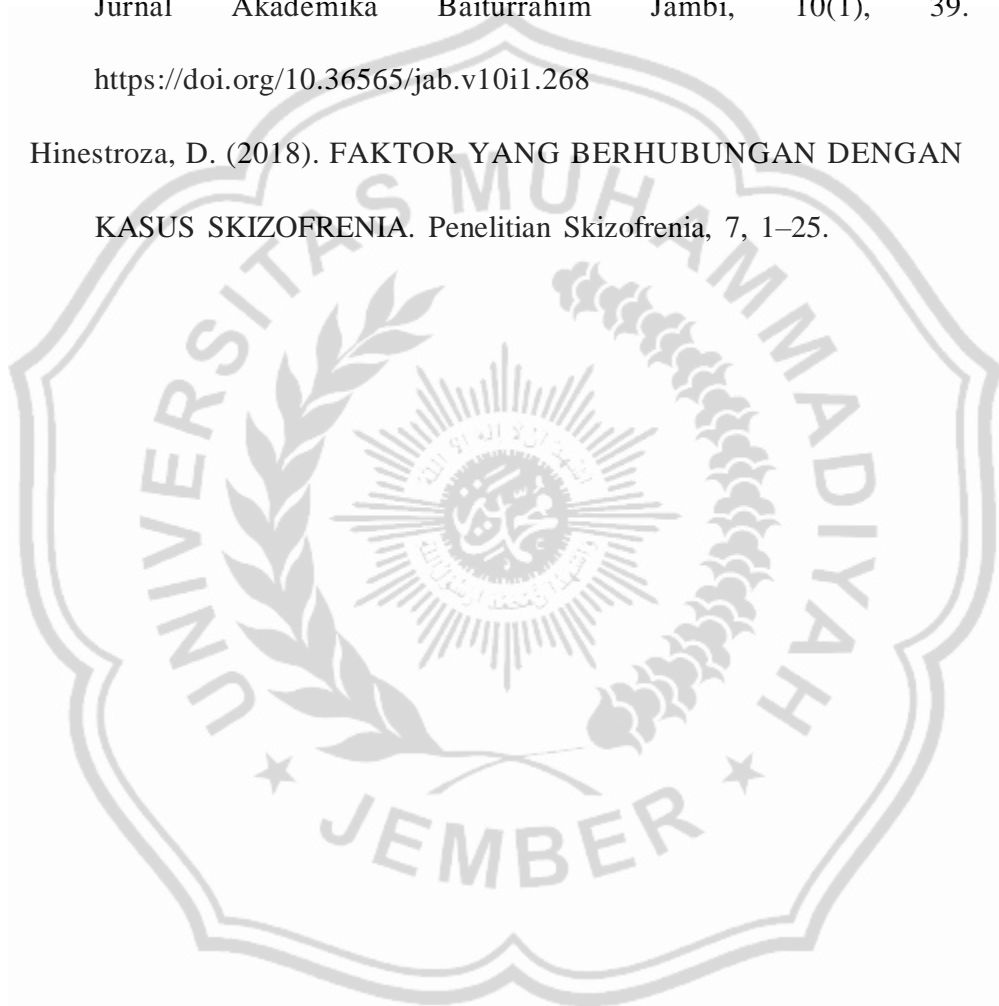 Jurnal Akademika Baiturrahim Jambi, 10(1), 39.
https://doi.org/10.36565/jab.v10i1.268
Hinestroza, D. (2018). FAKTOR YANG BERHUBUNGAN DENGAN
KASUS SKIZOFRENIA. Penelitian Skizofrenia, 7, 1–25.
UNIVERSITAS MUHAMMADIYAH
JEMBER